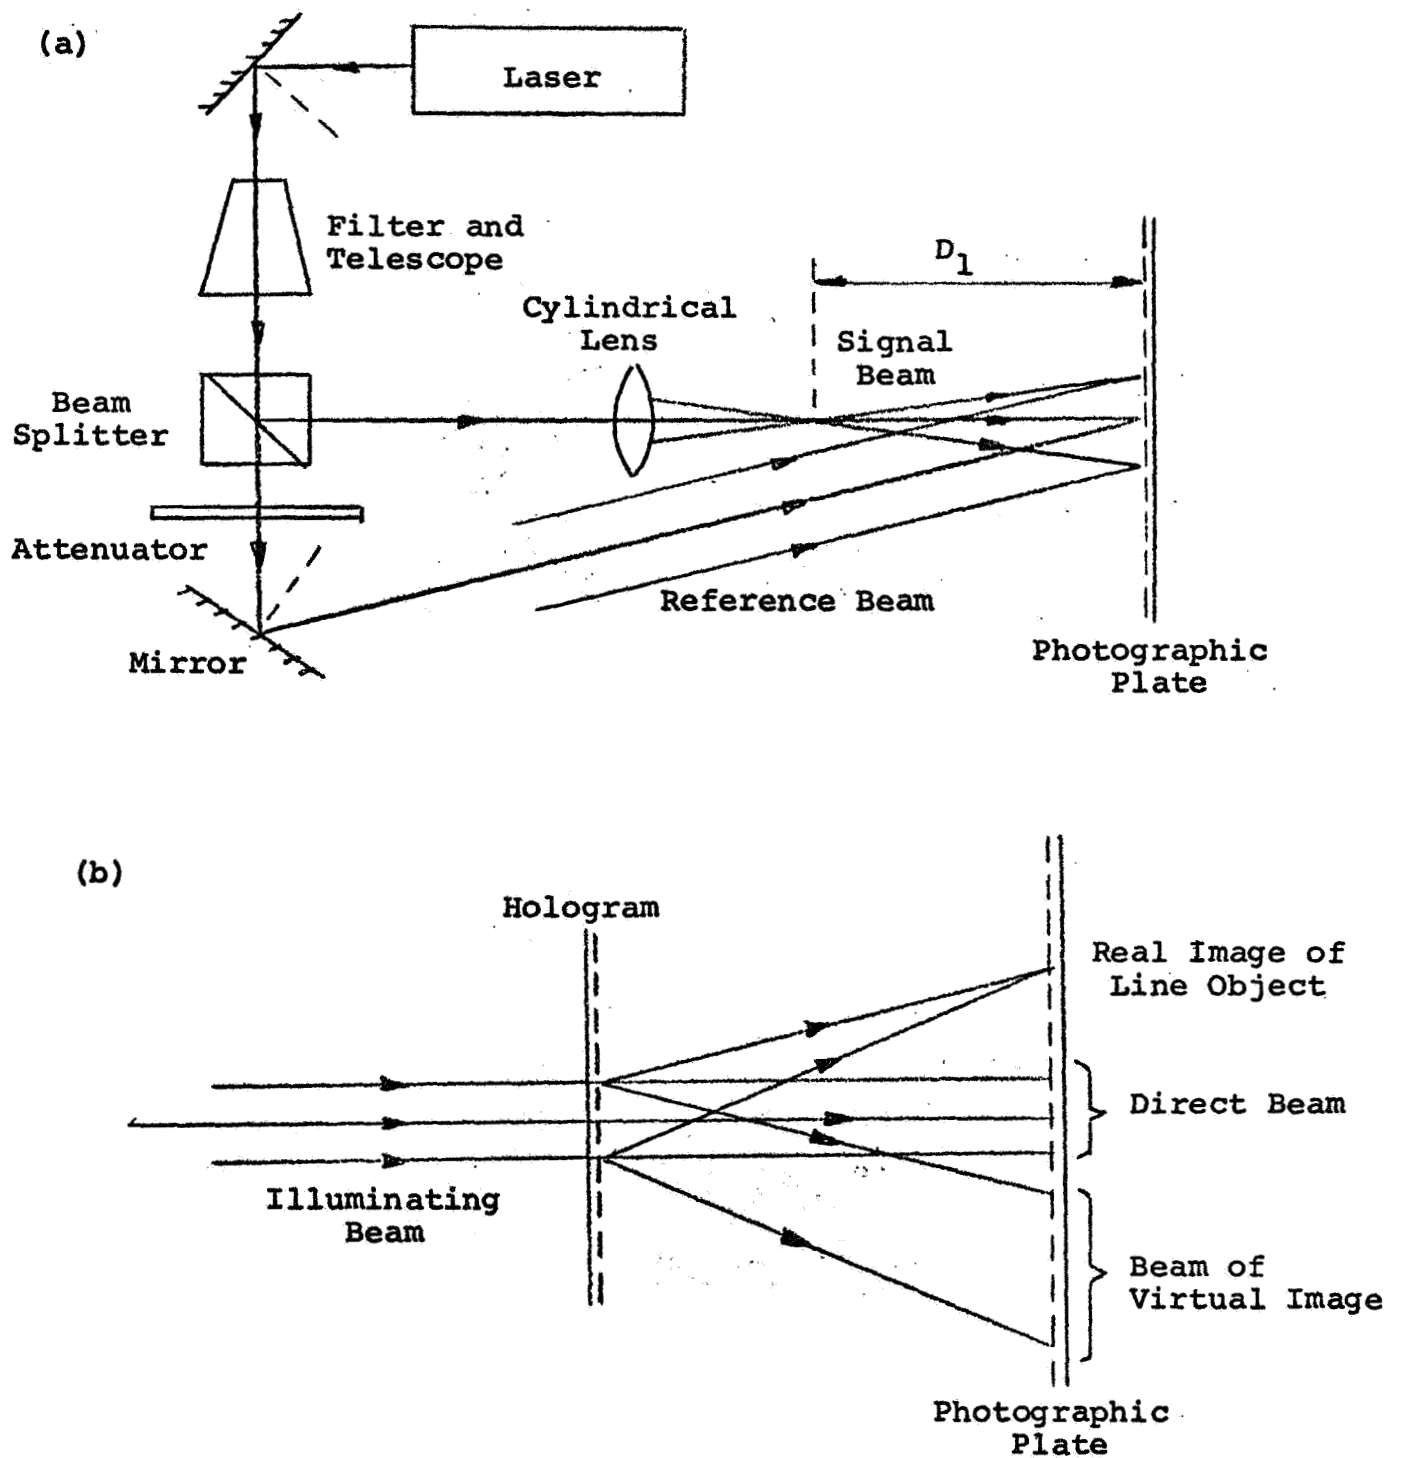 (a)
Laser
Filter and
Telescope
D1
Cylindrical
Lens
Signal
Beam
Beam
Splitter
Attenuator
Reference Beam
Mirror
Photographic
Plate
(b)
Hologram
Real Image of
Line Object
Direct Beam
Illuminating
Beam
Beam of
Virtual Image
Photographic
Plate